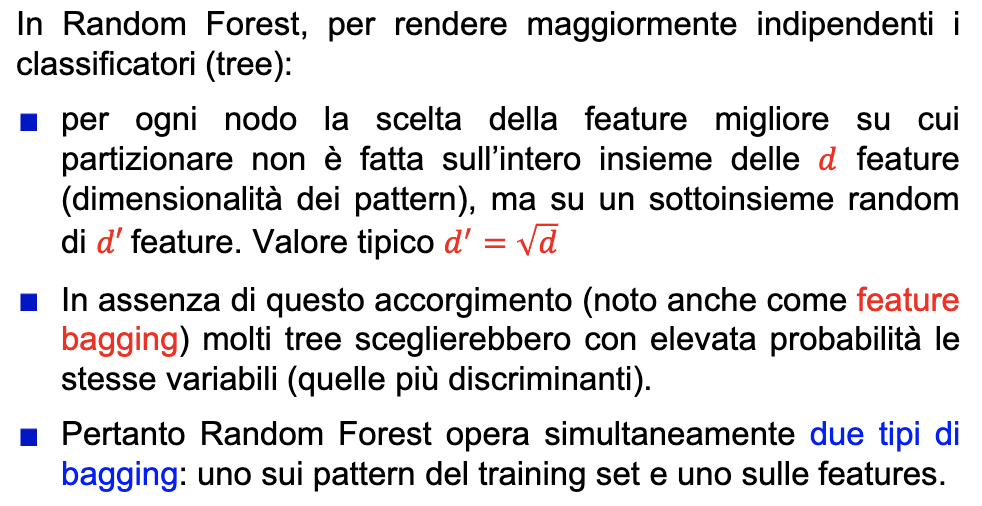 In Random Forest, per rendere maggiormente indipendenti i
classificatori (tree):
■ per ogni nodo la scelta della feature migliore su cui
partizionare non è fatta sull'intero insieme delle d feature
(dimensionalità dei pattern), ma su un sottoinsieme random
di d′ feature. Valore tipico d′ = √d
■ In assenza di questo accorgimento (noto anche come feature
bagging) molti tree sceglierebbero con elevata probabilità le
stesse variabili (quelle più discriminanti).
■ Pertanto Random Forest opera simultaneamente due tipi di
bagging: uno sui pattern del training set e uno sulle features.